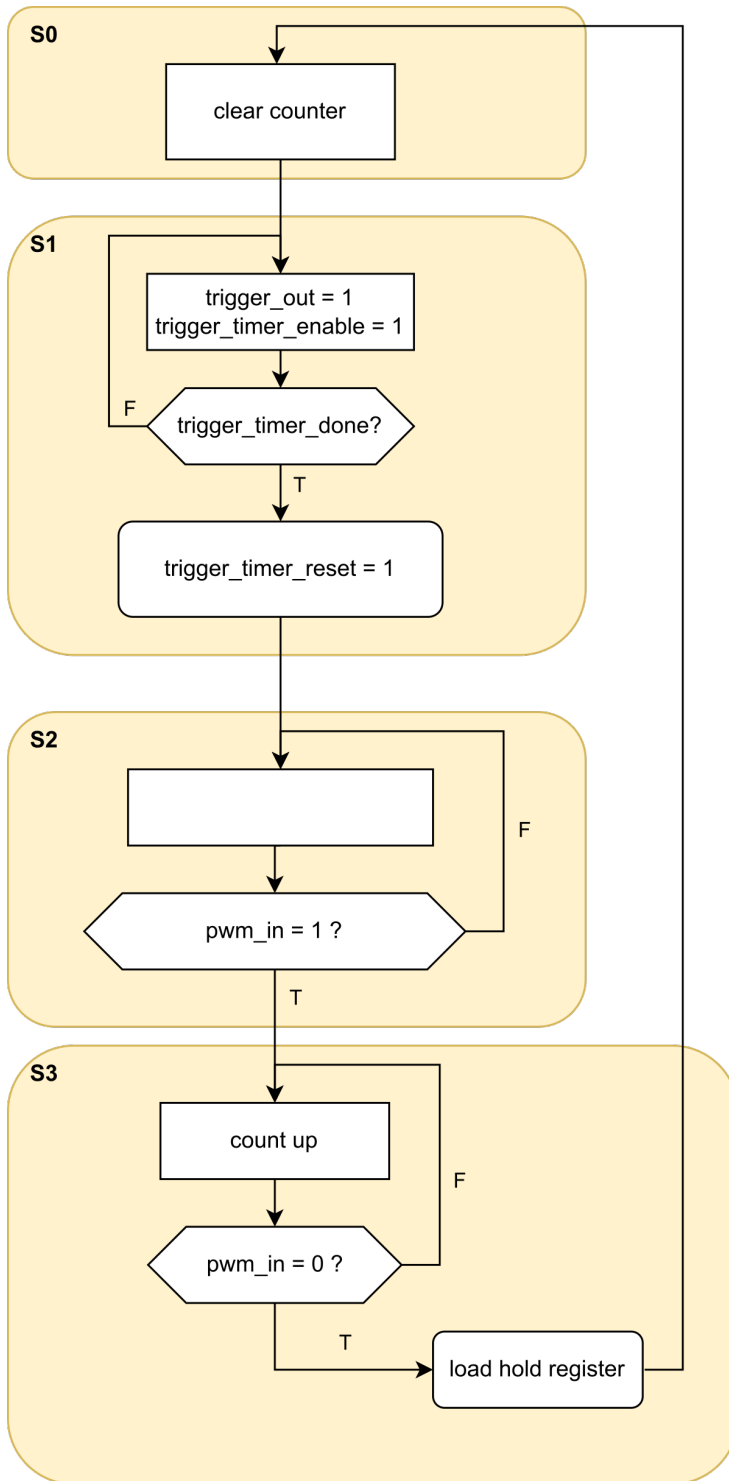 S0
clear counter
S1
trigger_out = 1
trigger_timer_enable = 1
F
trigger_timer_done?
T
trigger_timer_reset = 1
S2
F
pwm_in = 1 ?
T
S3
count up
F
pwm_in = 0 ?
T
load hold register